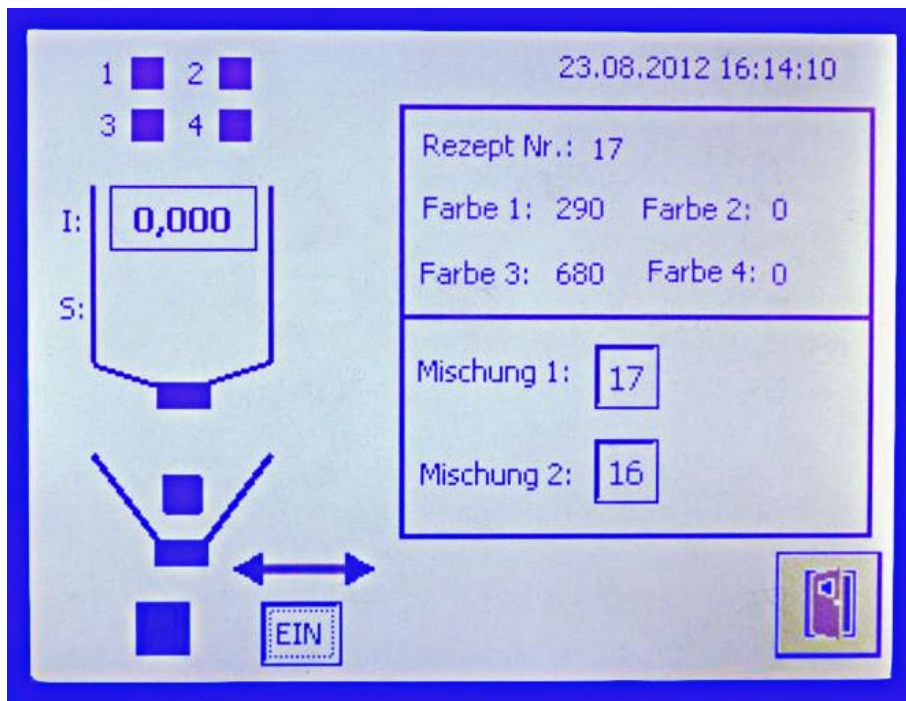 1 2
3 4
23.08.2012 16:14:10
I: 0,000
S:
Rezept Nr.: 17
Farbe 1: 290 Farbe 2: 0
Farbe 3: 680 Farbe 4: 0
Mischung 1: 17
Mischung 2: 16
EIN